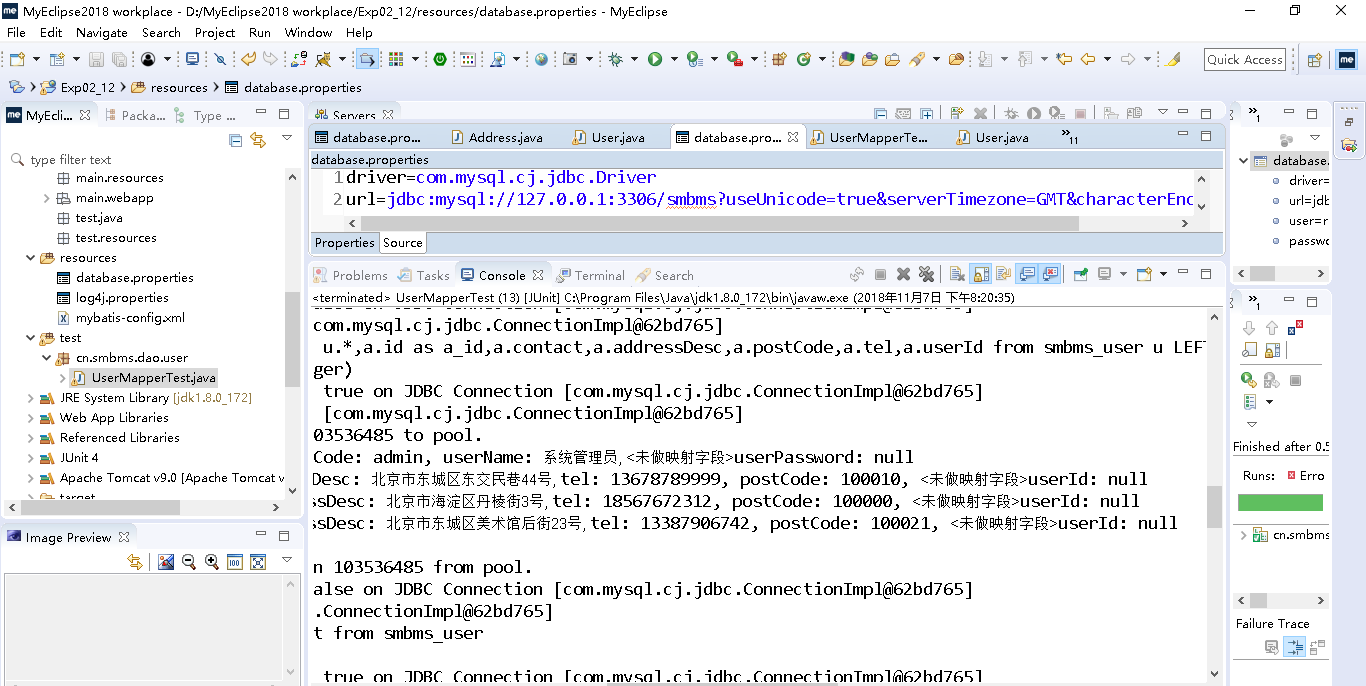 MyEclipse2018 workplace - D:/MyEclipse2018 workplace/Exp02_12/resources/database.properties - MyEclipse
File Edit Navigate Search Project Run Window Help
Quick Access
Exp02_12 resources database.properties
MyEcli... Packa... Type ...
type filter text
main.resources
main.webapp
test.java
test.resources
resources
database.properties
log4j.properties
mybatis-config.xml
test
cn.smbms.dao.user
UserMapperTest.java
JRE System Library [jdk1.8.0_172]
Web App Libraries
Referenced Libraries
JUnit 4
Apache Tomcat v9.0 [Apache Tomcat v
target
Image Preview
Servers
database.pro... Address.java User.java database.pro... UserMapperTe... User.java »11
database.properties
1 driver=com.mysql.cj.jdbc.Driver
2 url=jdbc:mysql://127.0.0.1:3306/smbms?useUnicode=true&serverTimezone=GMT&characterEnc
Properties Source
Problems Tasks Console Terminal Search
<terminated> UserMapperTest (13) [JUnit] C:\Program Files\Java\jdk1.8.0_172\bin\javaw.exe (2018年11月7日 下午8:20:35)
com.mysql.cj.jdbc.ConnectionImpl@62bd765]
u.*,a.id as a_id,a.contact,a.addressDesc,a.postCode,a.tel,a.userId from smbms_user u LEFT
ger)
true on JDBC Connection [com.mysql.cj.jdbc.ConnectionImpl@62bd765]
[com.mysql.cj.jdbc.ConnectionImpl@62bd765]
03536485 to pool.
Code: admin, userName: 系统管理员,<未做映射字段>userPassword: null
Desc: 北京市东城区东交民巷44号,tel: 13678789999, postCode: 100010, <未做映射字段>userId: null
ssDesc: 北京市海淀区丹棱街3号,tel: 18567672312, postCode: 100000, <未做映射字段>userId: null
ssDesc: 北京市东城区美术馆后街23号,tel: 13387906742, postCode: 100021, <未做映射字段>userId: null
n 103536485 from pool.
alse on JDBC Connection [com.mysql.cj.jdbc.ConnectionImpl@62bd765]
.ConnectionImpl@62bd765]
t from smbms_user
true on JDBC Connection [com.mysql.cj.jdbc.ConnectionImpl@62bd765]
»1
database.
driver=
url=jdb
user=r
passwo
»1
Finished after 0.5
Runs: Erro
cn.smbms
Failure Trace